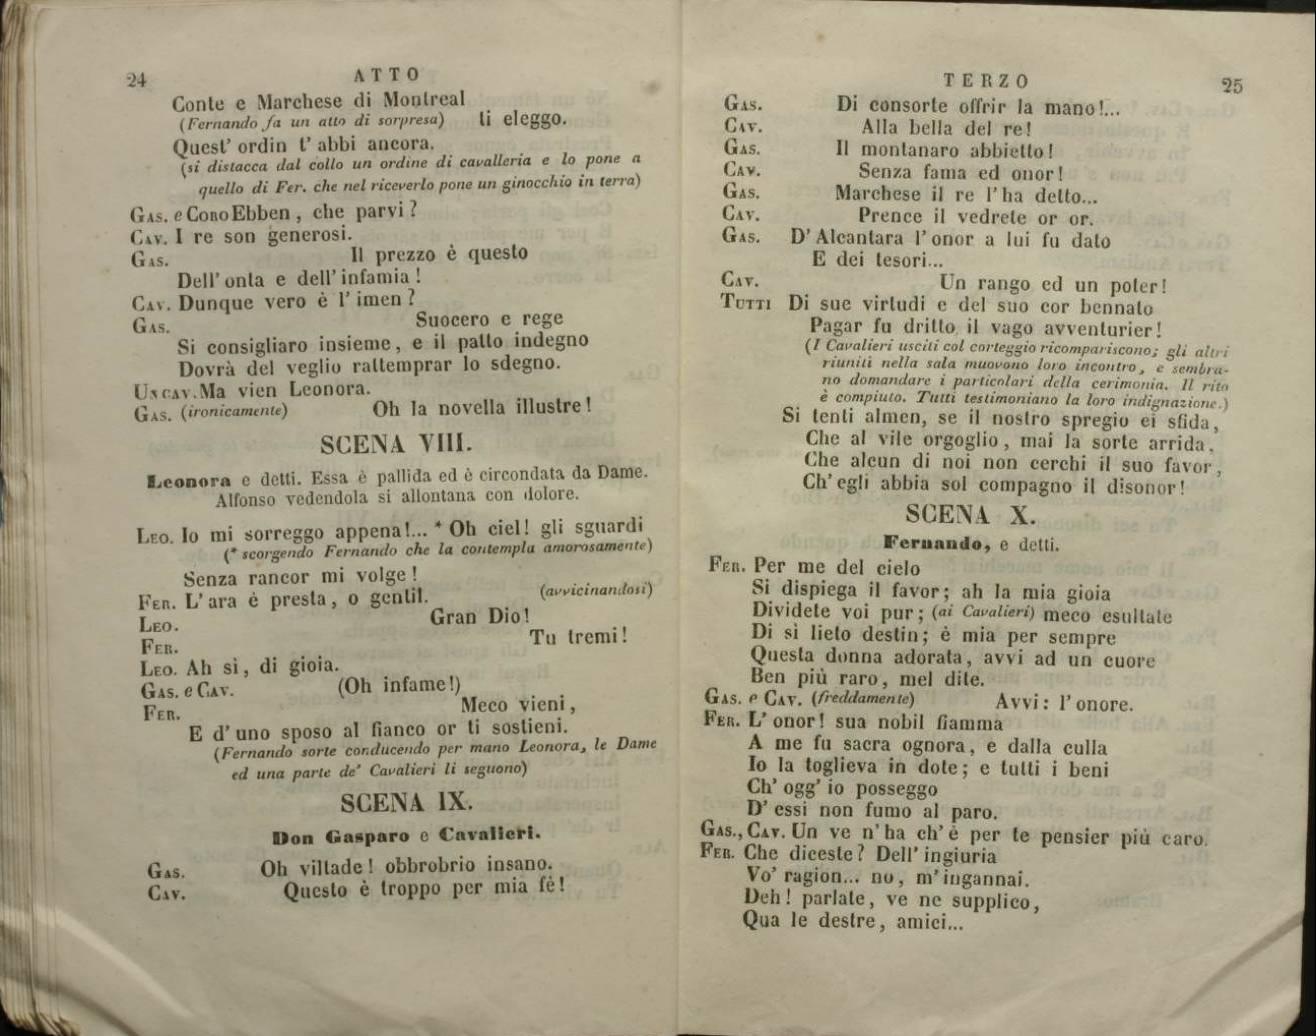 24 ATTO
Conte e Marchese di Montreal
(Fernando fa un atto di sorpresa) ti eleggo.
Quest' ordin t' abbi ancora.
(si distacca dal collo un ordine di cavalleria e lo pone a
quello di Fer. che nel riceverlo pone un ginocchio in terra)
GAS. e CORO Ebben, che parvi?
CAV. I re son generosi.
GAS. Il prezzo è questo
Dell' onta e dell' infamia!
CAV. Dunque vero è l' imen?
GAS. Suocero e rege
Si consigliaro insieme, e il patto indegno
Dovrà del veglio rattemprar lo sdegno.
UN CAV. Ma vien Leonora.
GAS. (ironicamente) Oh la novella illustre!
SCENA VIII.
Leonora e detti. Essa è pallida ed è circondata da Dame.
Alfonso vedendola si allontana con dolore.
LEO. Io mi sorreggo appena!... * Oh ciel! gli sguardi
(* scorgendo Fernando che la contempla amorosamente)
Senza rancor mi volge!
FER. L' ara è presta, o gentil. (avvicinandosi)
LEO. Gran Dio!
FER. Tu tremi!
LEO. Ah sì, di gioia.
GAS. e CAV. (Oh infame!)
FER. Meco vieni,
E d' uno sposo al fianco or ti sostieni.
(Fernando sorte conducendo per mano Leonora, le Dame
ed una parte de' Cavalieri li seguono)
SCENA IX.
Don Gasparo e Cavalieri.
GAS. Oh viltade! obbrobrio insano.
CAV. Questo è troppo per mia fè!
TERZO 25
GAS. Di consorte offrir la mano!...
CAV. Alla bella del re!
GAS. Il montanaro abbietto!
CAV. Senza fama ed onor!
GAS. Marchese il re l' ha detto...
CAV. Prence il vedrete or or.
GAS. D' Alcantara l' onor a lui fu dato
E dei tesori...
CAV. Un rango ed un poter!
TUTTI Di sue virtudi e del suo cor bennato
Pagar fu dritto il vago avventurier!
(I Cavalieri usciti col corteggio ricompariscono; gli altri
riuniti nella sala muovono loro incontro, e sembra-
no domandare i particolari della cerimonia. Il rito
è compiuto. Tutti testimoniano la loro indignazione.)
Si tenti almen, se il nostro spregio ei sfida,
Che al vile orgoglio, mai la sorte arrida.
Che alcun di noi non cerchi il suo favor,
Ch' egli abbia sol compagno il disonor!
SCENA X.
Fernando, e detti.
FER. Per me del cielo
Si dispiega il favor; ah la mia gioia
Dividete voi pur; (ai Cavalieri) meco esultate
Di sì lieto destin; è mia per sempre
Questa donna adorata, avvi ad un cuore
Ben più raro, mel dite.
GAS. e CAV. (freddamente) Avvi: l' onore.
FER. L' onor! sua nobil fiamma
A me fu sacra ognora, e dalla culla
Io la toglieva in dote; e tutti i beni
Ch' ogg' io posseggo
D' essi non fumo al paro.
GAS., CAV. Un ve n' ha ch' è per te pensier più caro.
FER. Che diceste? Dell' ingiuria
Vo' ragion... no, m' ingannai.
Deh! parlate, ve ne supplico,
Qua le destre, amici...